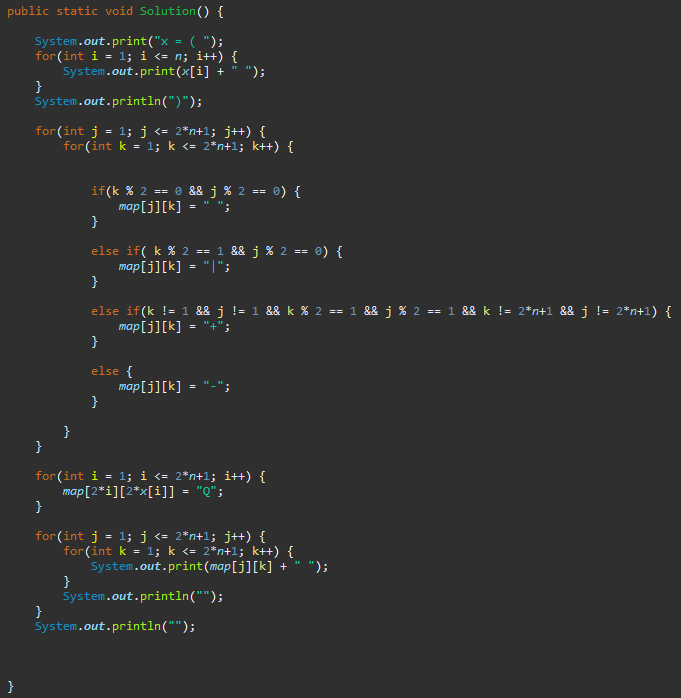 public static void Solution() {
System.out.print("x = ( ");
for(int i = 1; i <= n; i++) {
System.out.print(x[i] + " ");
}
System.out.println(")");
for(int j = 1; j <= 2*n+1; j++) {
for(int k = 1; k <= 2*n+1; k++) {
if(k % 2 == 0 && j % 2 == 0) {
map[j][k] = " ";
}
else if( k % 2 == 1 && j % 2 == 0) {
map[j][k] = "|";
}
else if(k != 1 && j != 1 && k % 2 == 1 && j % 2 == 1 && k != 2*n+1 && j != 2*n+1) {
map[j][k] = "+";
}
else {
map[j][k] = "-";
}
}
}
for(int i = 1; i <= 2*n+1; i++) {
map[2*i][2*x[i]] = "Q";
}
for(int j = 1; j <= 2*n+1; j++) {
for(int k = 1; k <= 2*n+1; k++) {
System.out.print(map[j][k] + " ");
}
System.out.println("");
}
System.out.println("");
}